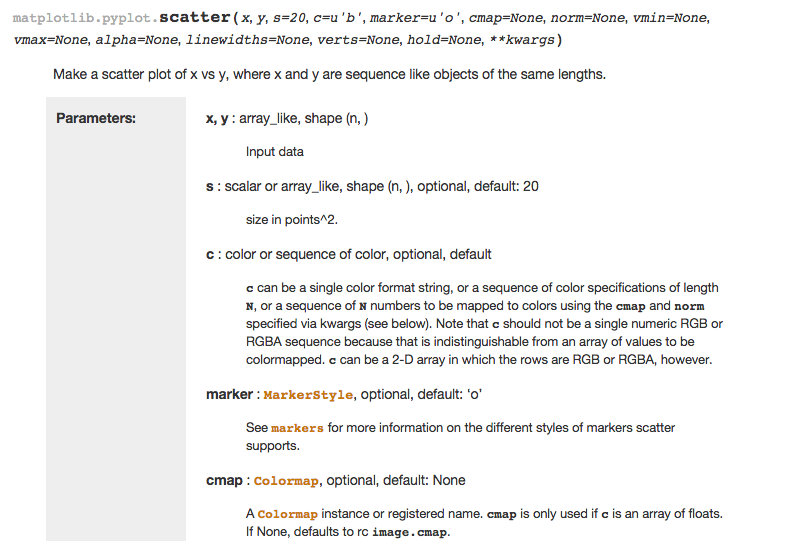 matplotlib.pyplot.scatter(x, y, s=20, c=u'b', marker=u'o', cmap=None, norm=None, vmin=None,
vmax=None, alpha=None, linewidths=None, verts=None, hold=None, **kwargs)
Make a scatter plot of x vs y, where x and y are sequence like objects of the same lengths.
Parameters:
x, y : array_like, shape (n, )
Input data
s : scalar or array_like, shape (n, ), optional, default: 20
size in points^2.
c : color or sequence of color, optional, default
c can be a single color format string, or a sequence of color specifications of length
N, or a sequence of N numbers to be mapped to colors using the cmap and norm
specified via kwargs (see below). Note that c should not be a single numeric RGB or
RGBA sequence because that is indistinguishable from an array of values to be
colormapped. c can be a 2-D array in which the rows are RGB or RGBA, however.
marker : MarkerStyle, optional, default: ‘o’
See markers for more information on the different styles of markers scatter
supports.
cmap : Colormap, optional, default: None
A Colormap instance or registered name. cmap is only used if c is an array of floats.
If None, defaults to rc image.cmap.